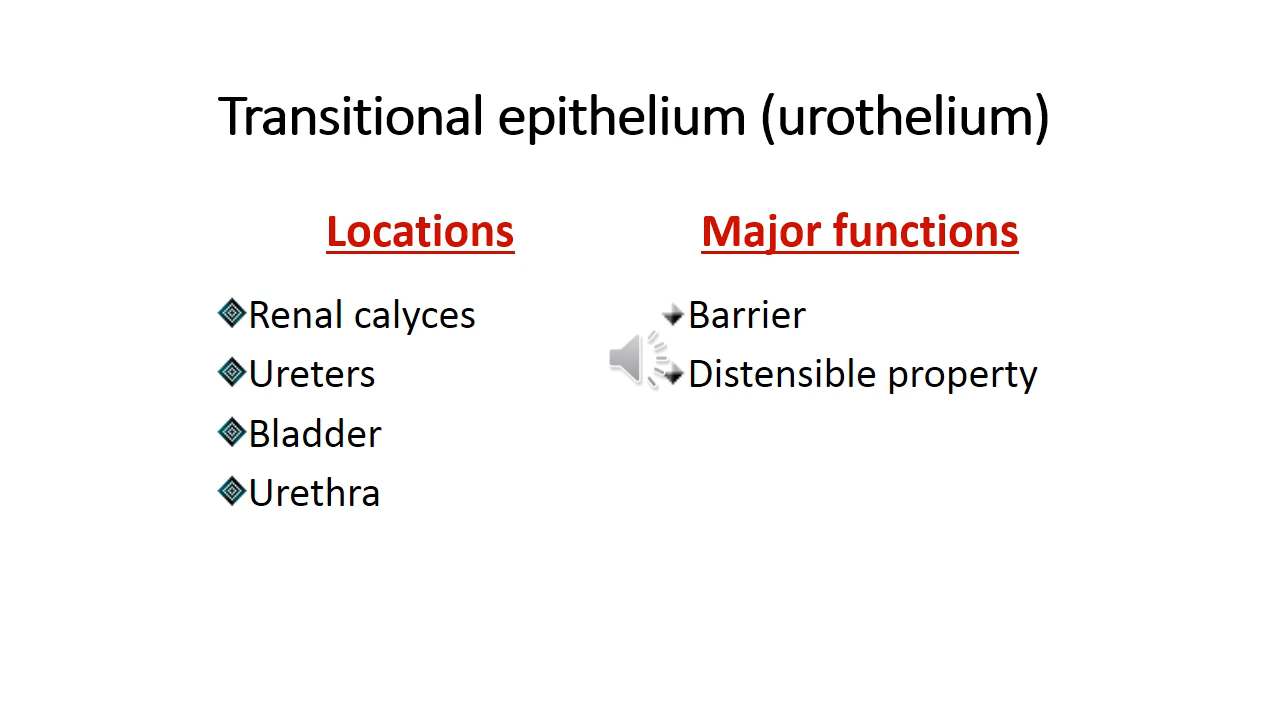 Transitional epithelium (urothelium)
Locations
Renal calyces
Ureters
Bladder
Urethra
Major functions
Barrier
Distensible property